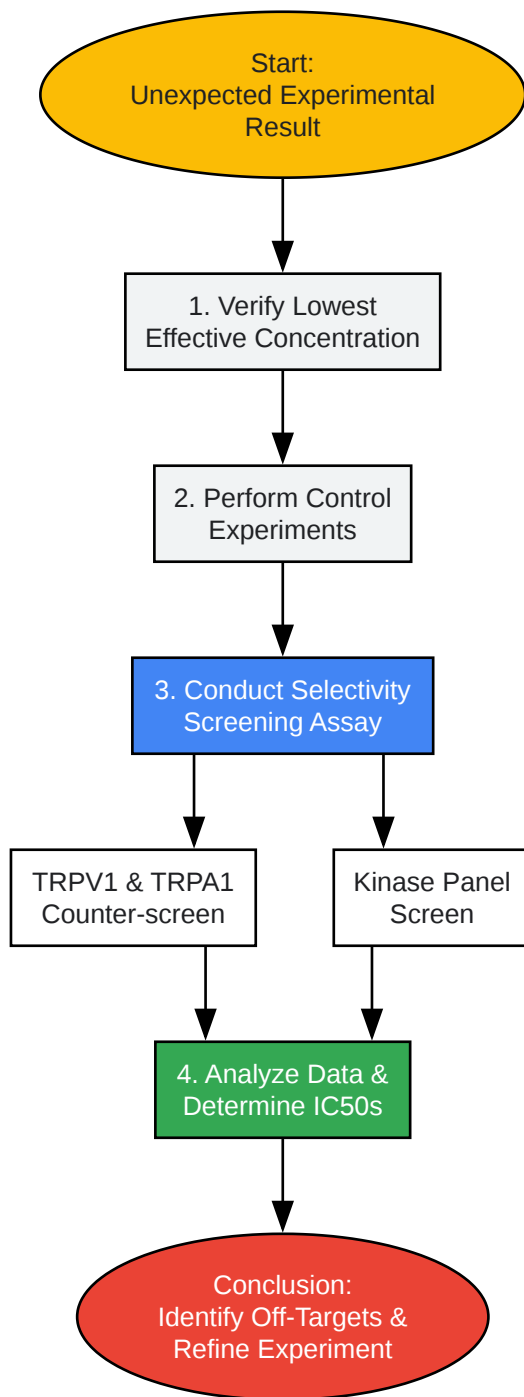 Start:
Unexpected Experimental
Result
1. Verify Lowest
Effective Concentration
2. Perform Control
Experiments
3. Conduct Selectivity
Screening Assay
TRPV1 & TRPA1
Counter-screen
Kinase Panel
Screen
4. Analyze Data &
Determine IC50s
Conclusion:
Identify Off-Targets &
Refine Experiment